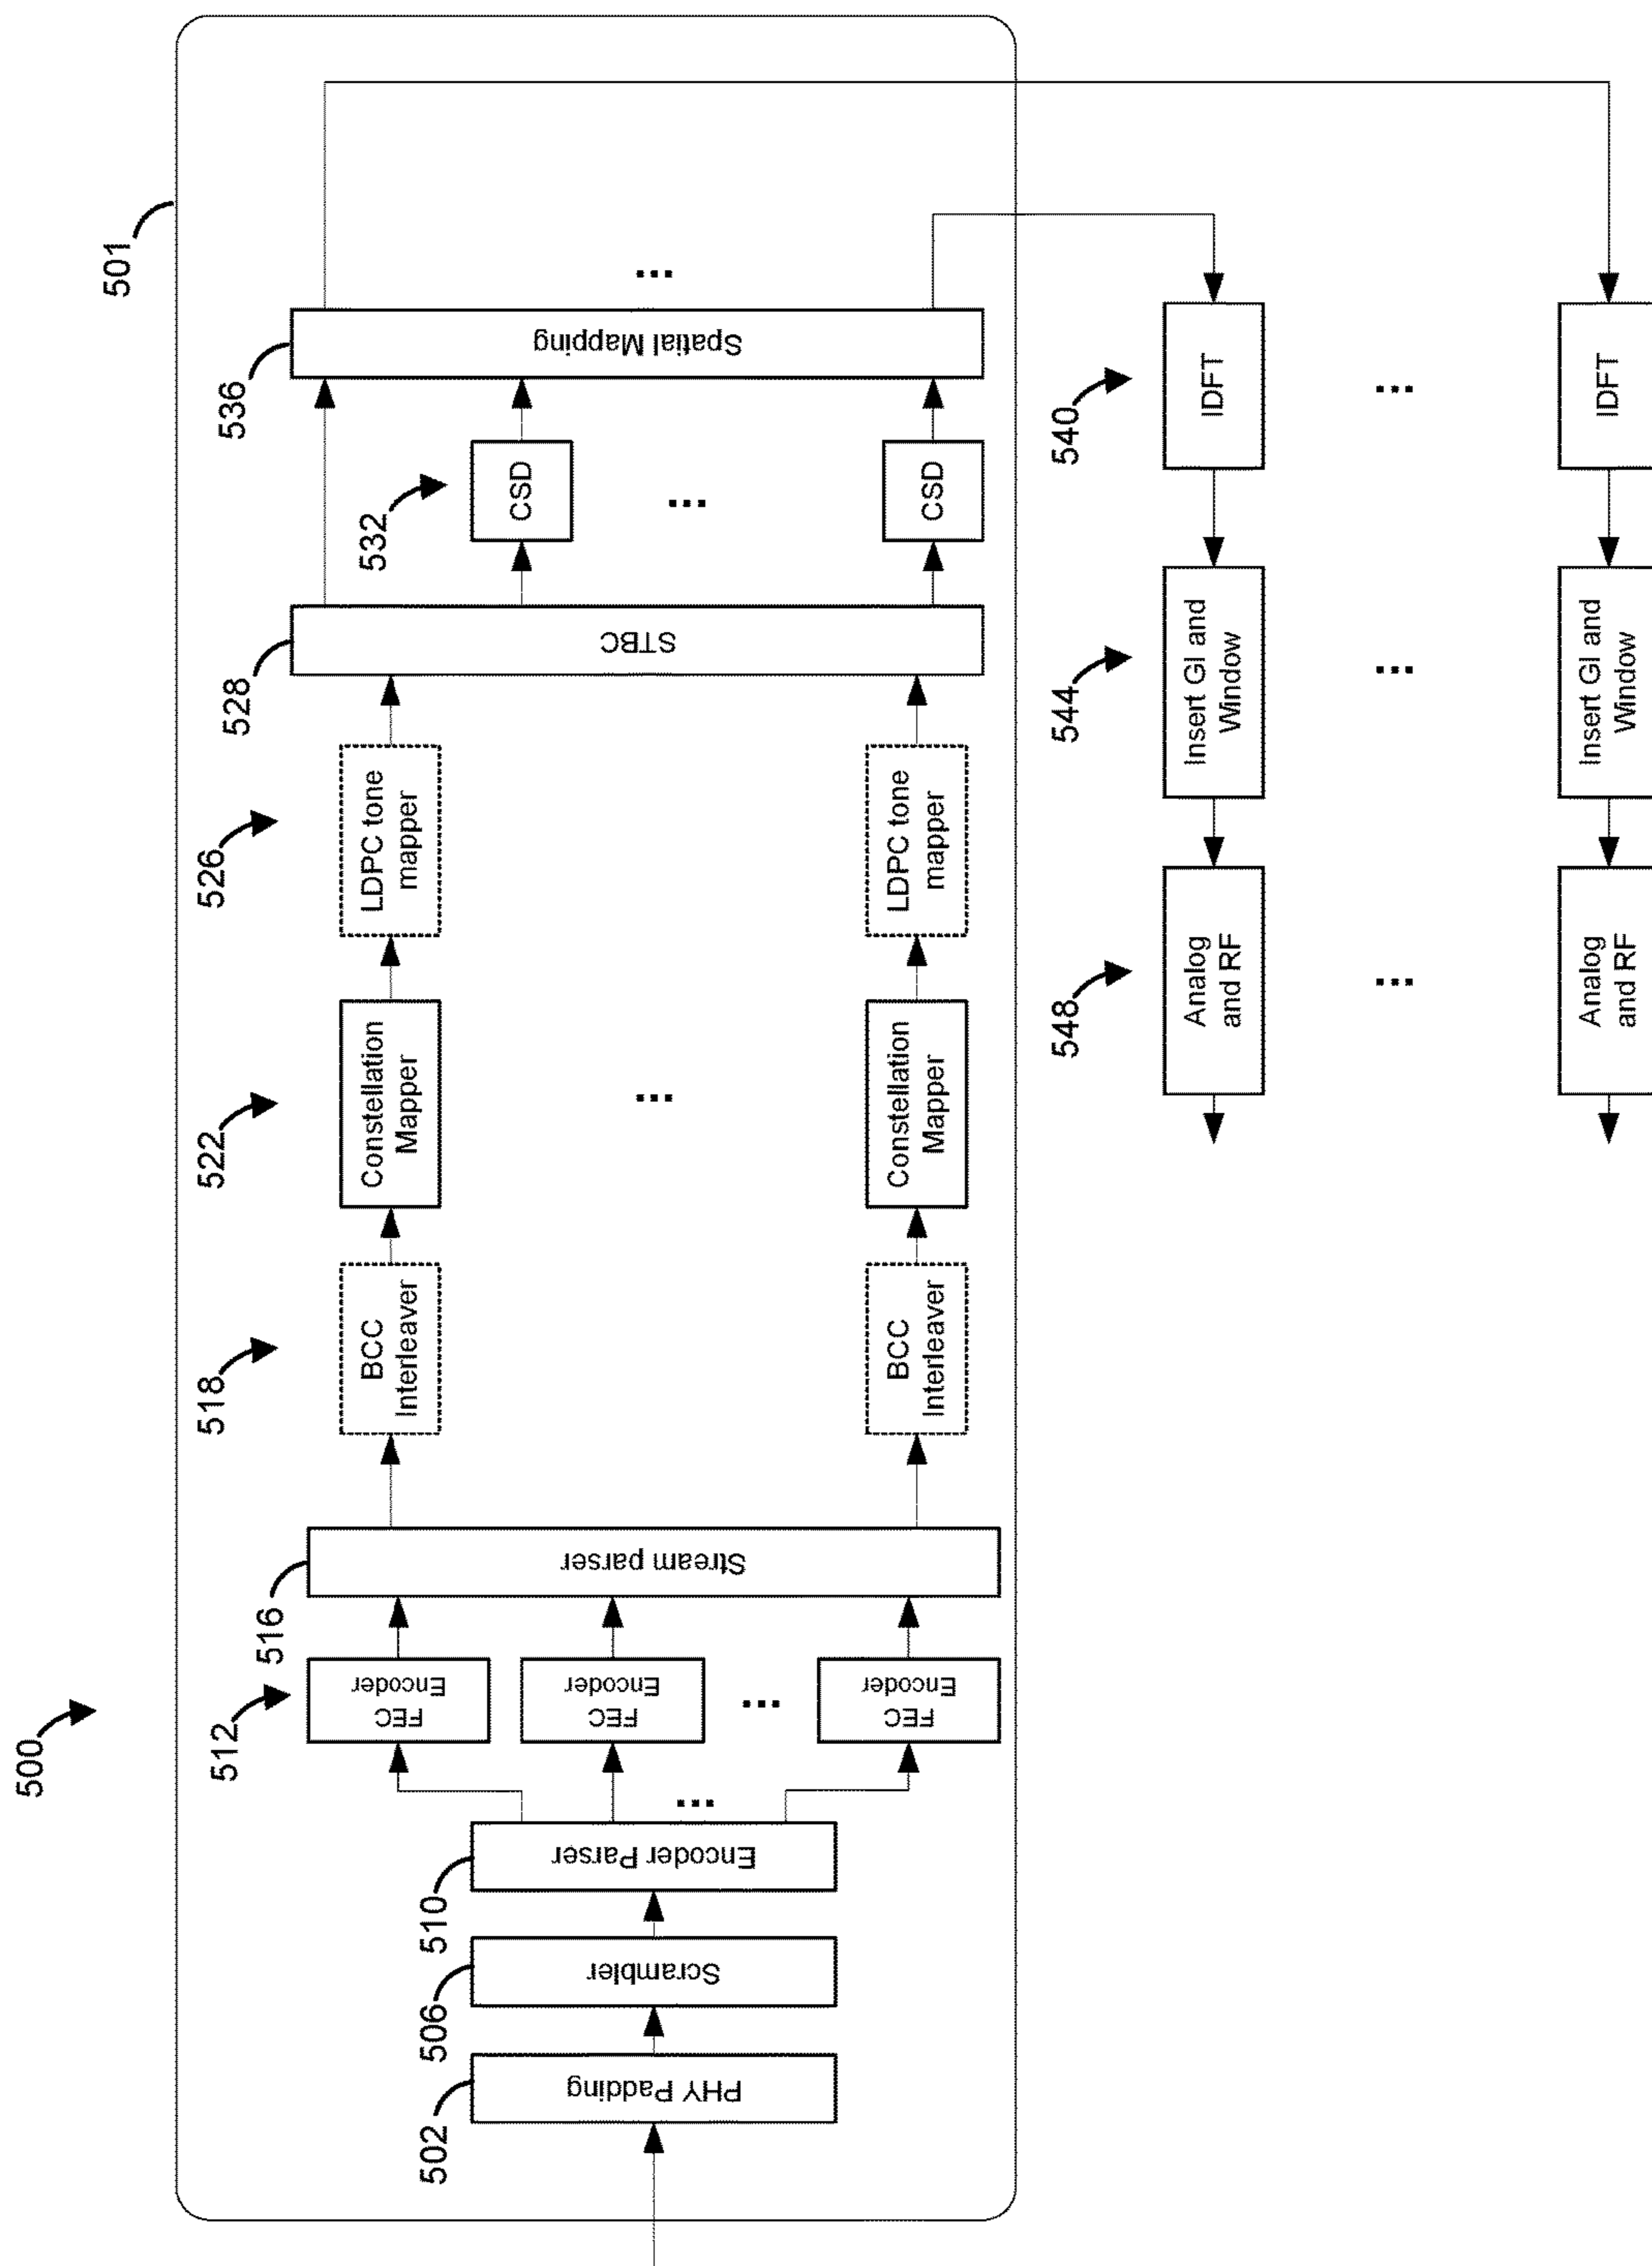 500
501
502
PHY Padding
506
Scrambler
510
Encoder Parser
...
512
FEC
Encoder
FEC
Encoder
...
FEC
Encoder
516
Stream parser
518
BCC
Interleaver
BCC
Interleaver
522
Constellation
Mapper
...
Constellation
Mapper
526
LDPC tone
mapper
LDPC tone
mapper
528
STBC
532
CSD
...
CSD
536
Spatial Mapping
...
540
IDFT
...
IDFT
544
Insert GI and
Window
...
Insert GI and
Window
548
Analog
and RF
...
Analog
and RF